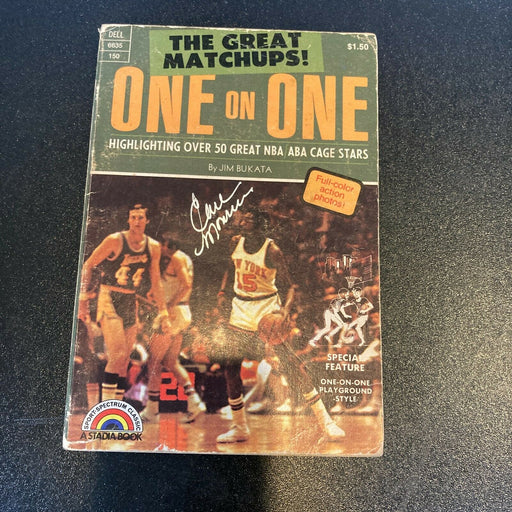 DELL
6635
150
THE GREAT
MATCHUPS!
$1.50
ONE ON ONE
HIGHLIGHTING OVER 50 GREAT NBA/ABA CAGE STARS
By JIM BUKATA
Full-color
action
photos!
44
NEW YORK
15
SPECIAL
FEATURE
ONE-ON-ONE
PLAYGROUND
-STYLE
SPORT SPECTRUM CLASSIC
A STADIA BOOK